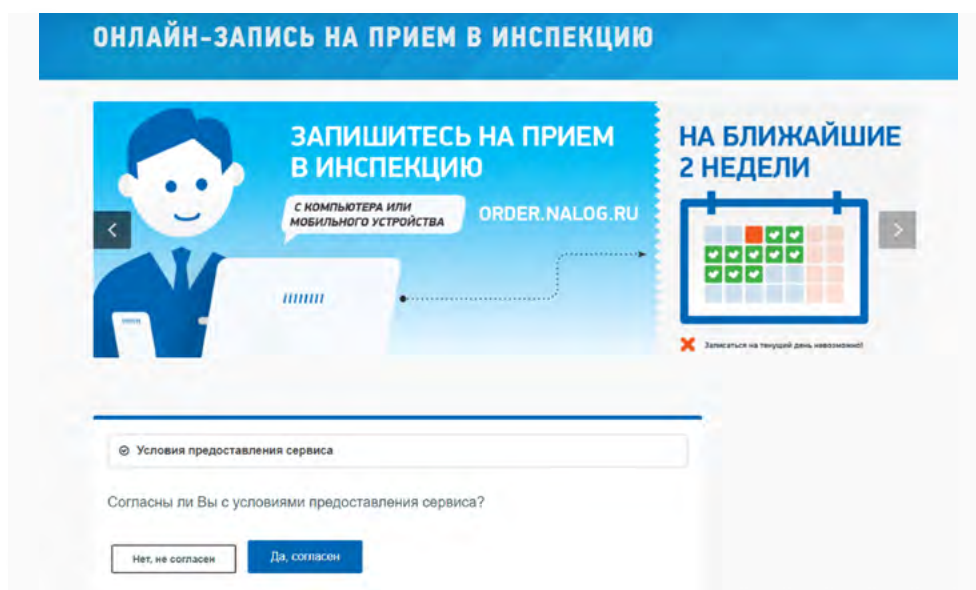 ОНЛАЙН-ЗАПИСЬ НА ПРИЕМ В ИНСПЕКЦИЮ
ЗАПИШИТЕСЬ НА ПРИЕМ
В ИНСПЕКЦИЮ
С КОМПЬЮТЕРА ИЛИ
МОБИЛЬНОГО УСТРОЙСТВА
ORDER.NALOG.RU
НА БЛИЖАЙШИЕ
2 НЕДЕЛИ
Записаться на текущий день невозможно!
Условия предоставления сервиса
Согласны ли Вы с условиями предоставления сервиса?
Нет, не согласен
Да, согласен